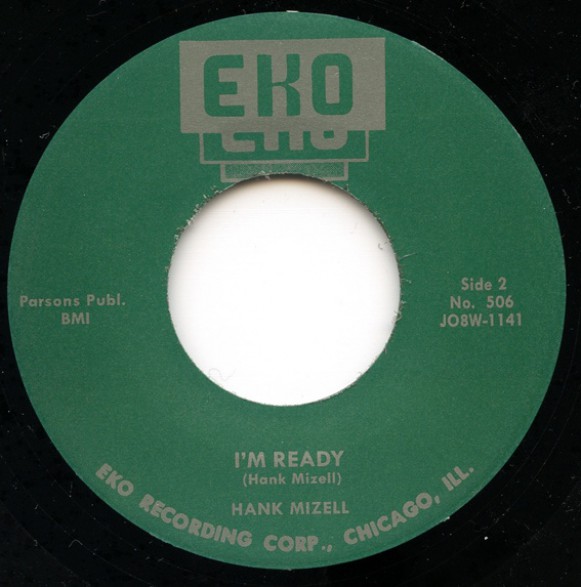 EKO
EKO
Parsons Publ.
BMI
Side 2
No. 506
JO8W-1141
I'M READY
(Hank Mizell)
HANK MIZELL
EKO RECORDING CORP., CHICAGO, ILL.